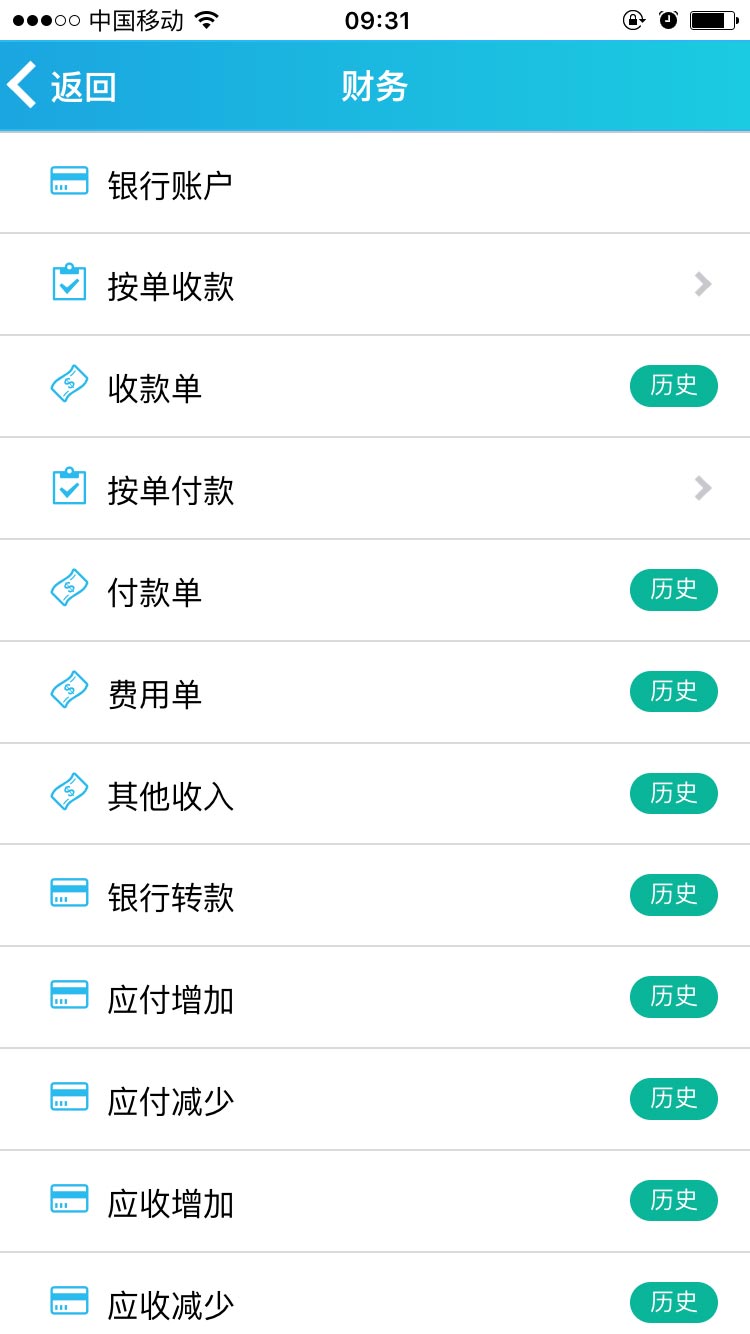 中国移动 09:31
返回 财务
银行账户
按单收款
收款单 历史
按单付款
付款单 历史
费用单 历史
其他收入 历史
银行转款 历史
应付增加 历史
应付减少 历史
应收增加 历史
应收减少 历史